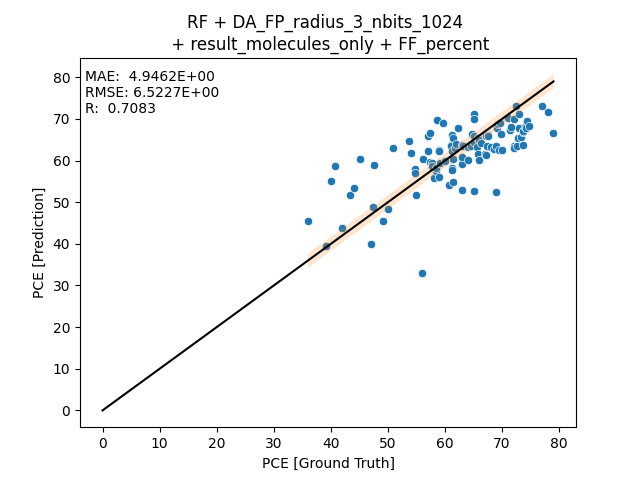 RF + DA_FP_radius_3_nbits_1024
+ result_molecules_only + FF_percent
MAE:  4.9462E+00
RMSE: 6.5227E+00
R:  0.7083
80
70
60
50
40
30
20
10
0
PCE [Prediction]
0 10 20 30 40 50 60 70 80
PCE [Ground Truth]